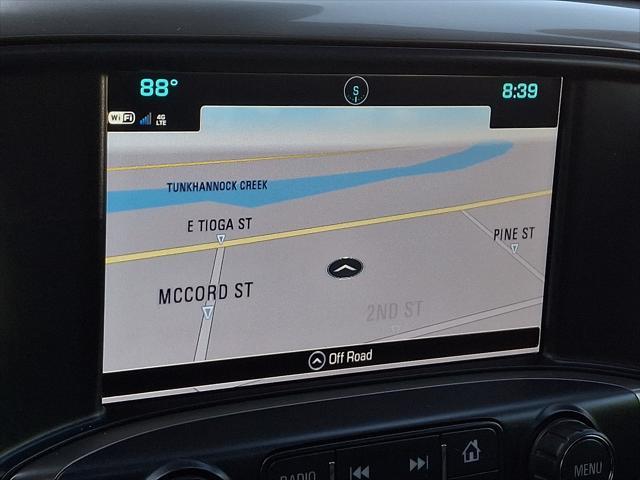 88°
S
8:39
WiFi
4G
LTE
TUNKHANNOCK CREEK
E TIOGA ST
PINE ST
MCCORD ST
2ND ST
Off Road
RADIO
MENU